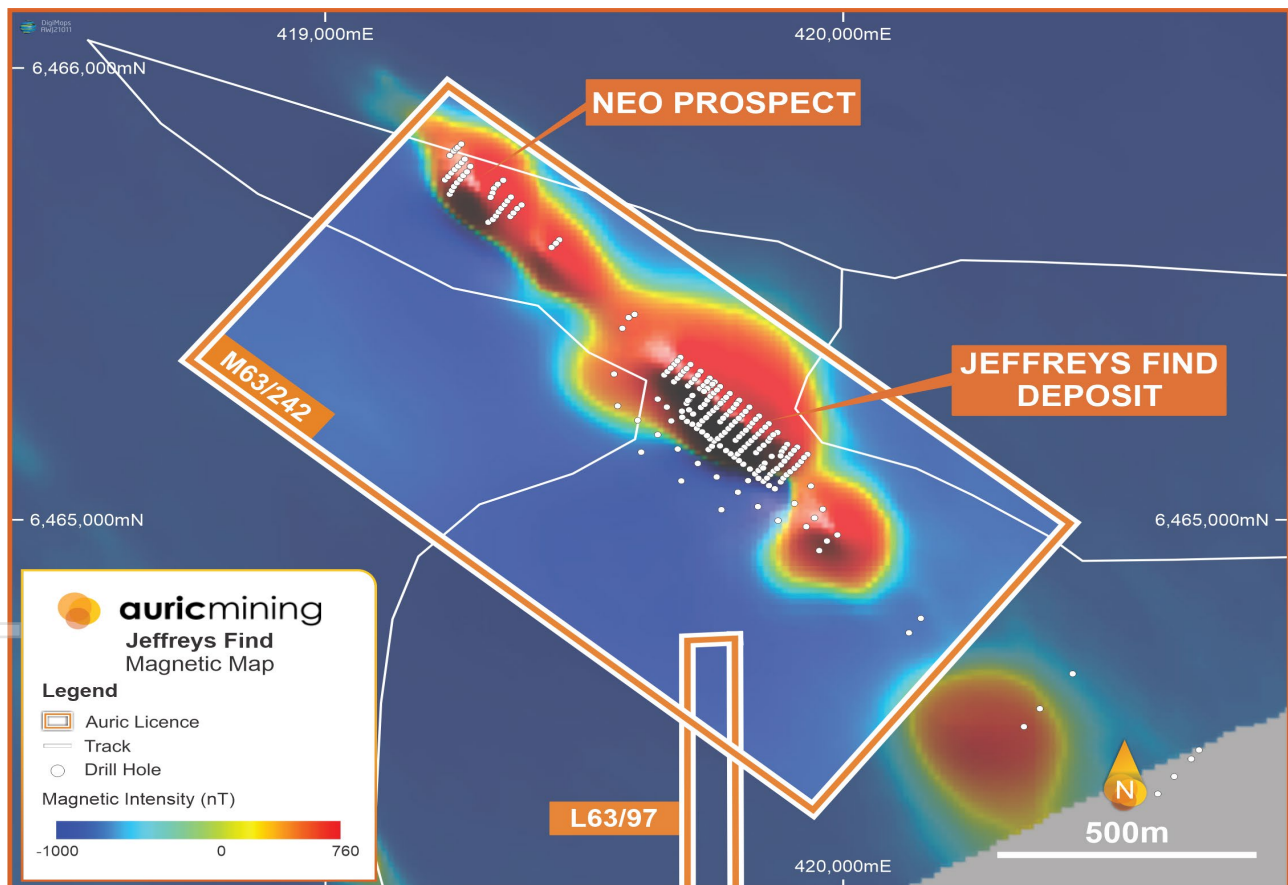 DigiMaps
RWJ21011
419,000mE
420,000mE
6,466,000mN
NEO PROSPECT
JEFFREYS FIND
DEPOSIT
M63/242
6,465,000mN
6,465,000mN
auricmining
Jeffreys Find
Magnetic Map
Legend
Auric Licence
Track
Drill Hole
Magnetic Intensity (nT)
-1000
0
760
L63/97
N
500m
420,000mE